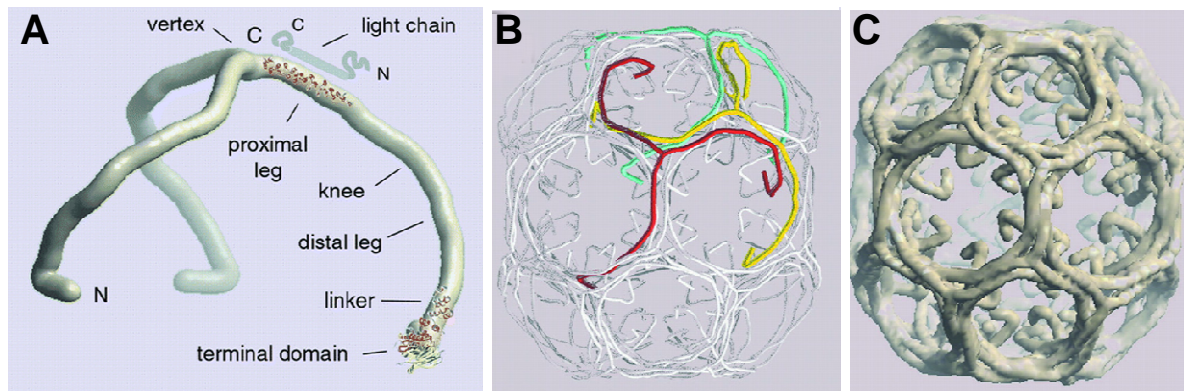 A
vertex
C
C
light chain
N
proximal
leg
knee
distal leg
N
linker
terminal domain
B
C